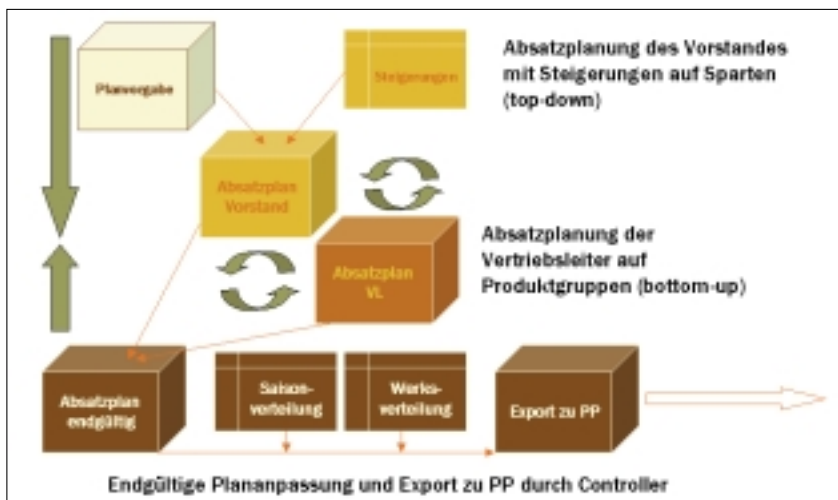 Planvorgabe
Steigerungen
Absatzplanung des Vorstandes
mit Steigerungen auf Sparten
(top-down)
Absatzplan
Vorstand
Absatzplanung der
Vertriebsleiter auf
Produktgruppen (bottom-up)
Absatzplan
VL
Absatzplan
endgültig
Saison-
verteilung
Werks-
verteilung
Export zu PP
Endgültige Plananpassung und Export zu PP durch Controller